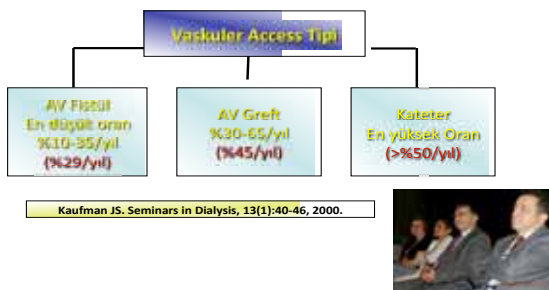 Vaskuler Access Tipi
AV Fistül
En düşük oran
%10-35/yıl
(%29/yıl)
AV Greft
%30-65/yıl
(%45/yıl)
Kateter
En yüksek Oran
(>%50/yıl)
Kaufman JS. Seminars in Dialysis, 13(1):40-46, 2000.